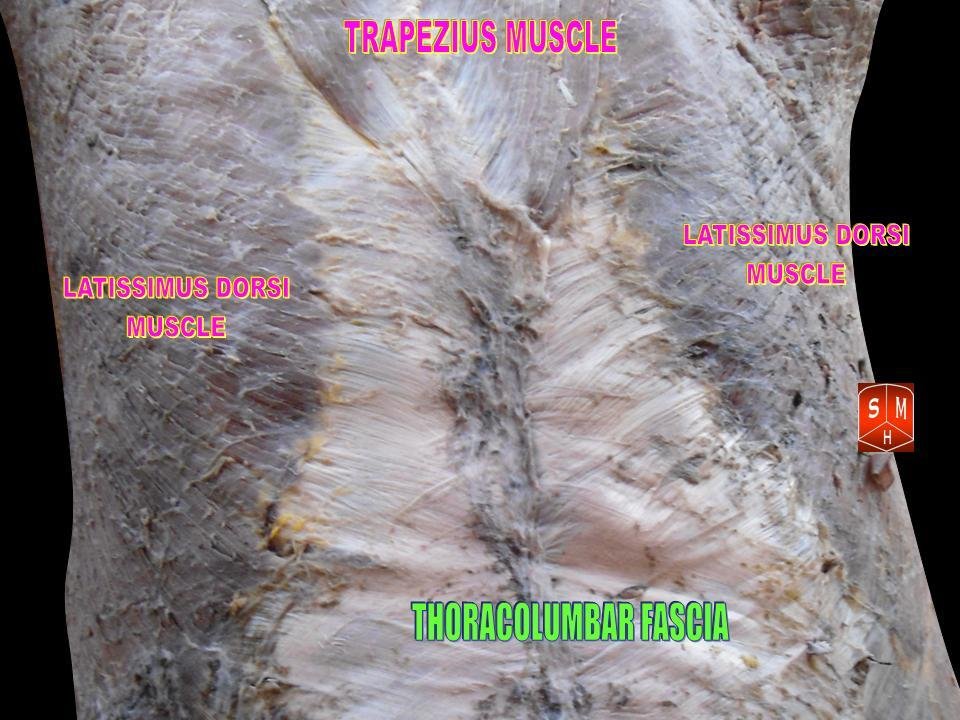 TRAPEZIUS MUSCLE
LATISSIMUS DORSI
MUSCLE
LATISSIMUS DORSI
MUSCLE
S M
H
THORACOLUMBAR FASCIA